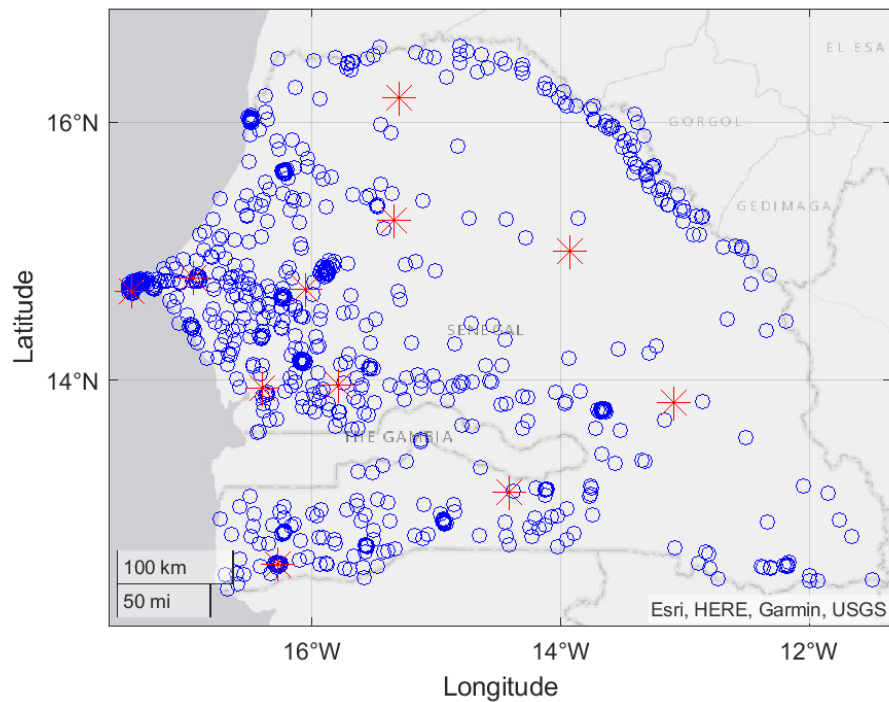 EL ESA
16°N
GORGOL
GEDIMAGA
Latitude
SENEGAL
14°N
THE GAMBIA
100 km
50 mi
Esri, HERE, Garmin, USGS
16°W
14°W
12°W
Longitude